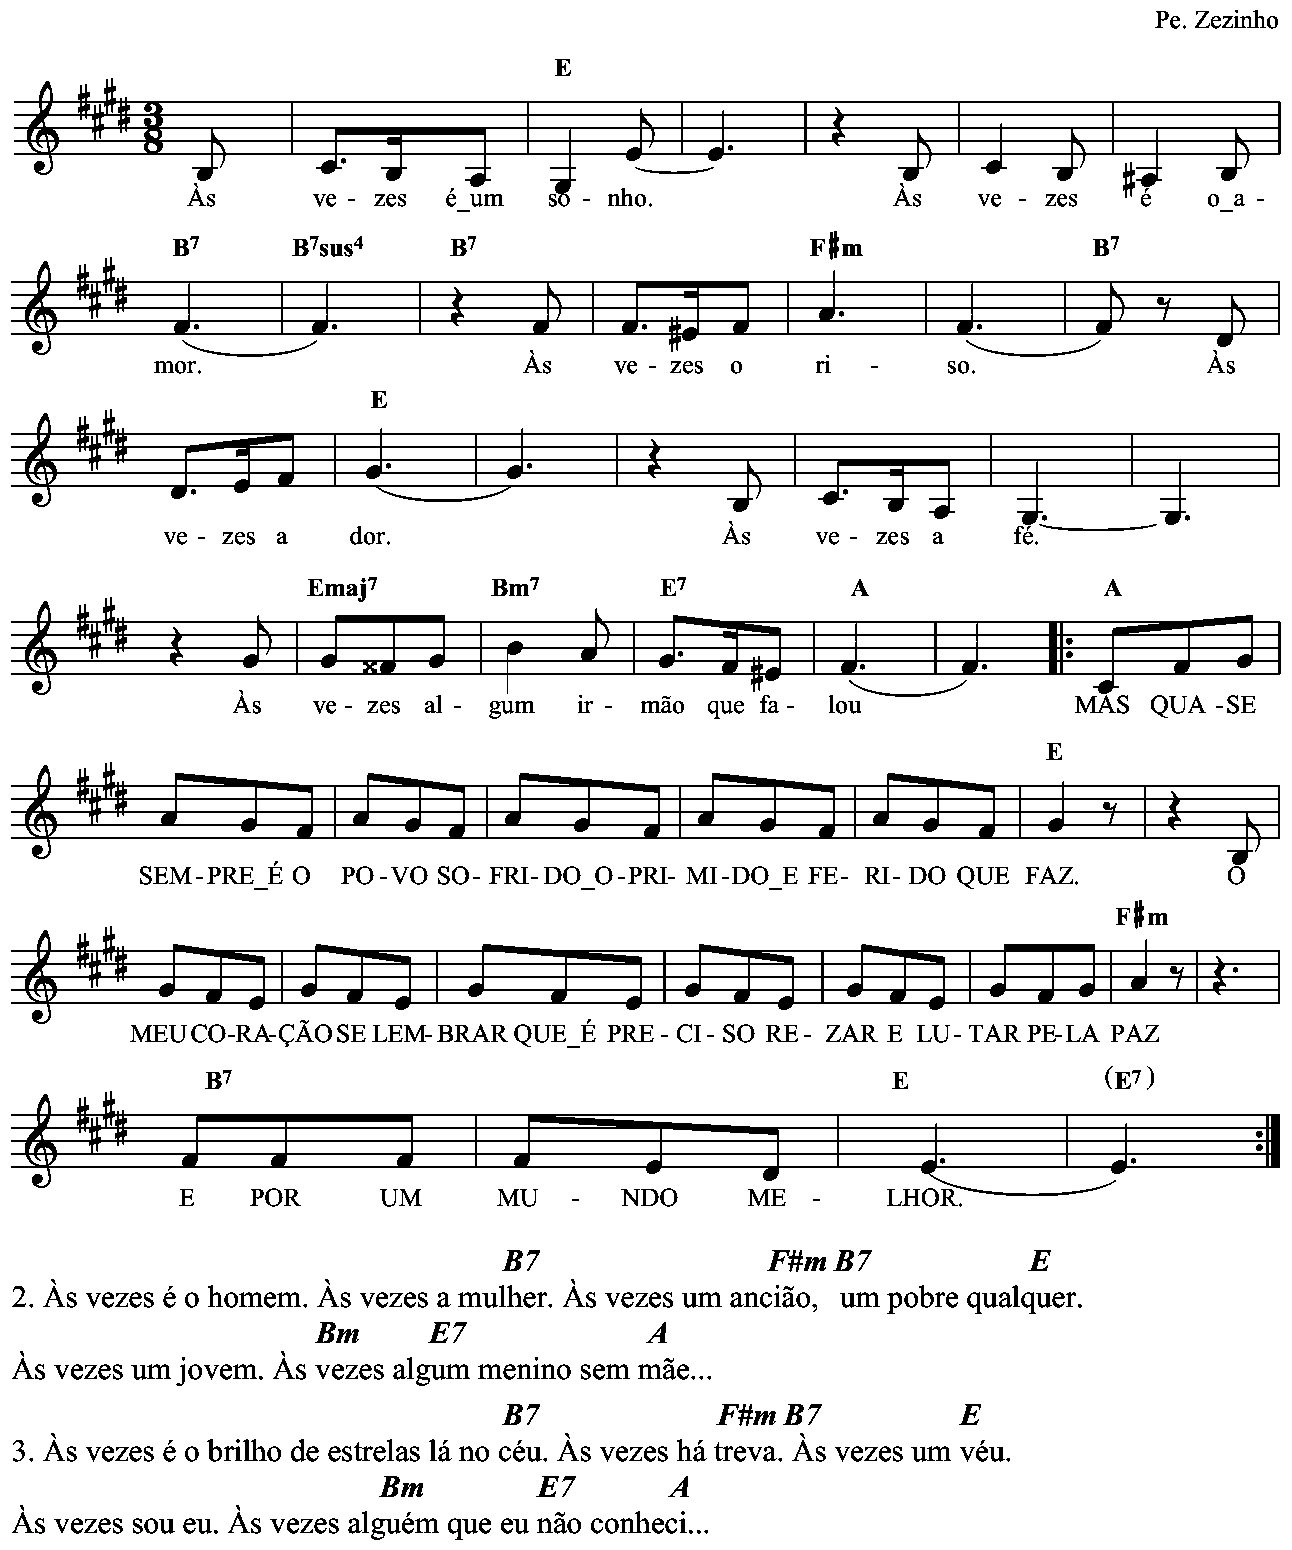 Pe. Zezinho
E
3
8
Às ve - zes é_um so - nho. Às ve - zes é o_a -
B7 B7sus4 B7 F♯m B7
mor. Às ve - zes o ri - so. Às
E
ve - zes a dor. Às ve - zes a fé.
Emaj7 Bm7 E7 A A
Às ve - zes al - gum ir - mão que fa - lou MAS QUA - SE
E
SEM - PRE_É O PO - VO SO - FRI - DO_O - PRI - MI - DO_E FE - RI - DO QUE FAZ. O
F♯m
MEU CO - RA - ÇÃO SE LEM - BRAR QUE_É PRE - CI - SO RE - ZAR E LU - TAR PE - LA PAZ
B7 E (E7)
E POR UM MU - NDO ME - LHOR.
B7 F#m B7 E
2. Às vezes é o homem. Às vezes a mulher. Às vezes um ancião, um pobre qualquer.
Bm E7 A
Às vezes um jovem. Às vezes algum menino sem mãe...
B7 F#m B7 E
3. Às vezes é o brilho de estrelas lá no céu. Às vezes há treva. Às vezes um véu.
Bm E7 A
Às vezes sou eu. Às vezes alguém que eu não conheci...